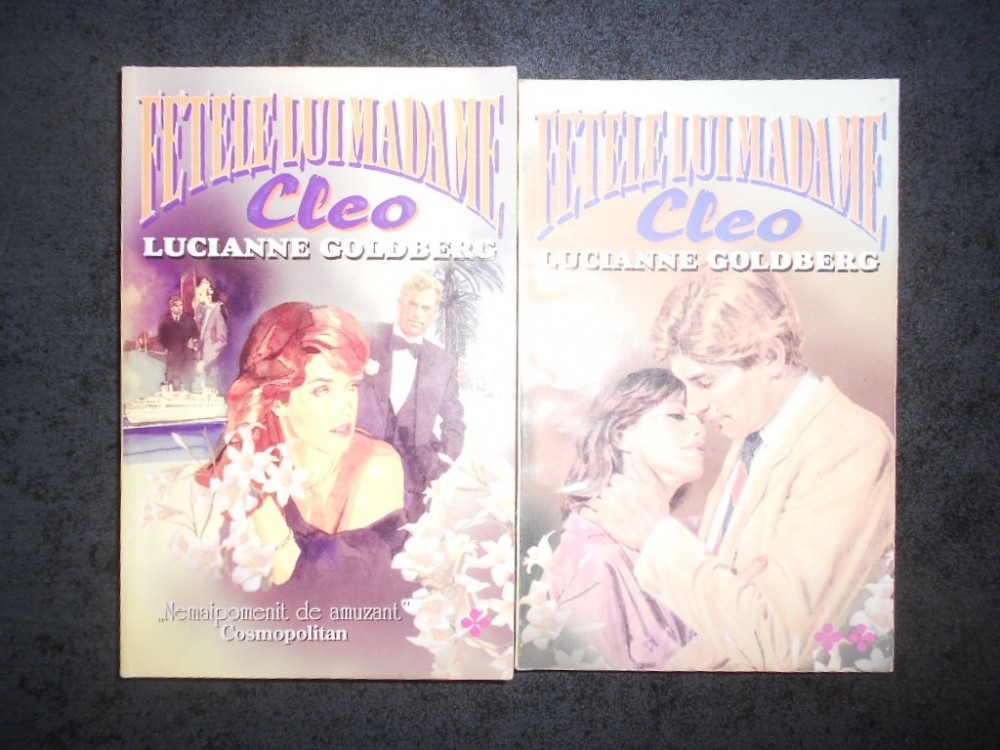 FETELE LUI MADAME
Cleo
LUCIANNE GOLDBERG
„Nemaipomenit de amuzant”
Cosmopolitan
FETELE LUI MADAME
Cleo
LUCIANNE GOLDBERG